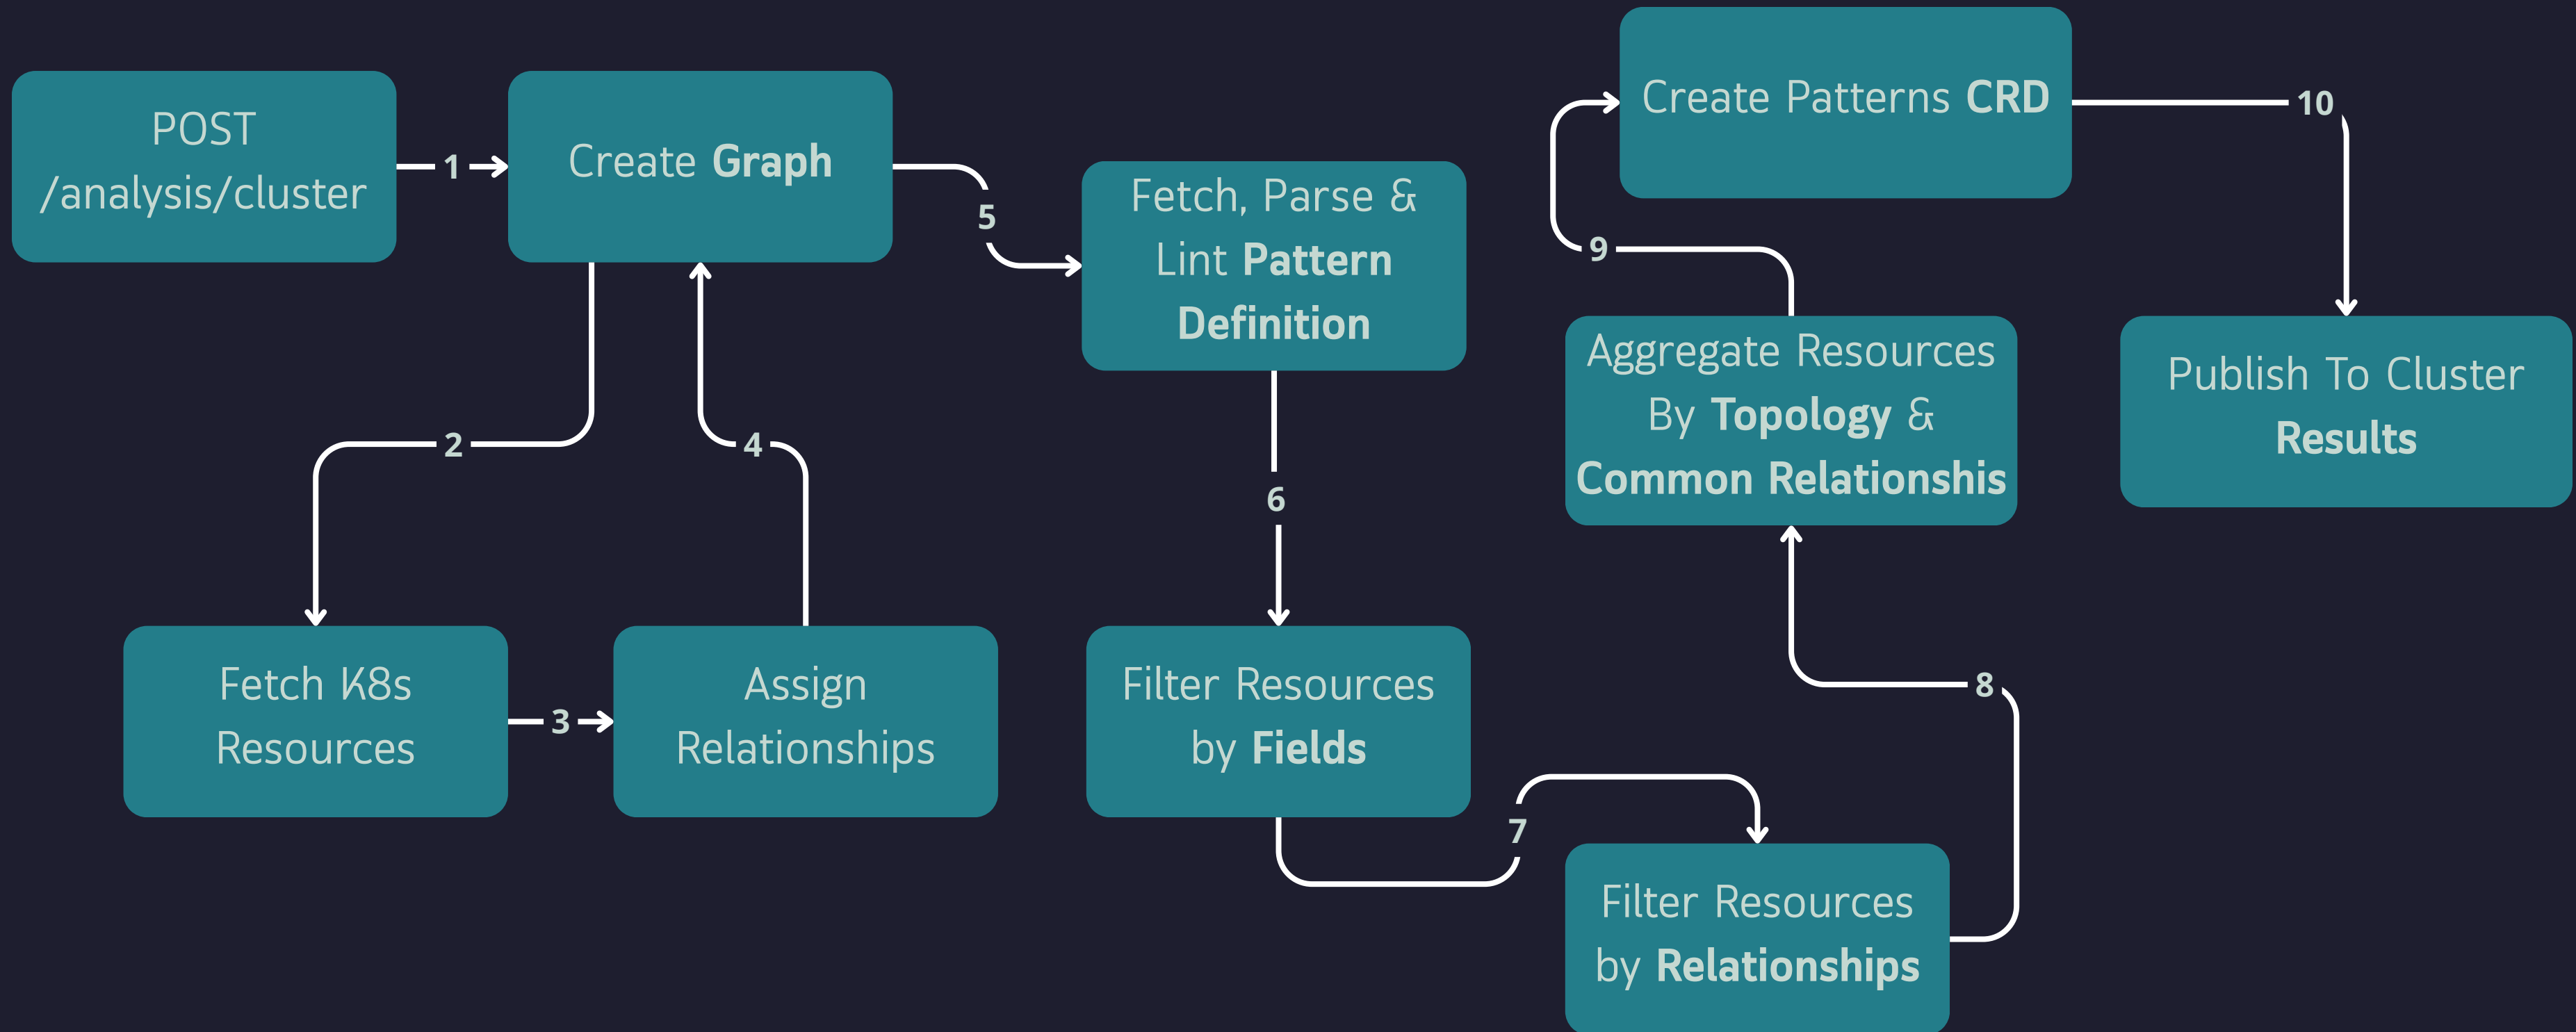 POST
/analysis/cluster
1
Create Graph
2
Fetch K8s
Resources
3
Assign
Relationships
4
5
Fetch, Parse &
Lint Pattern
Definition
6
Filter Resources
by Fields
7
Filter Resources
by Relationships
8
Aggregate Resources
By Topology &
Common Relationshis
9
Create Patterns CRD
10
Publish To Cluster
Results